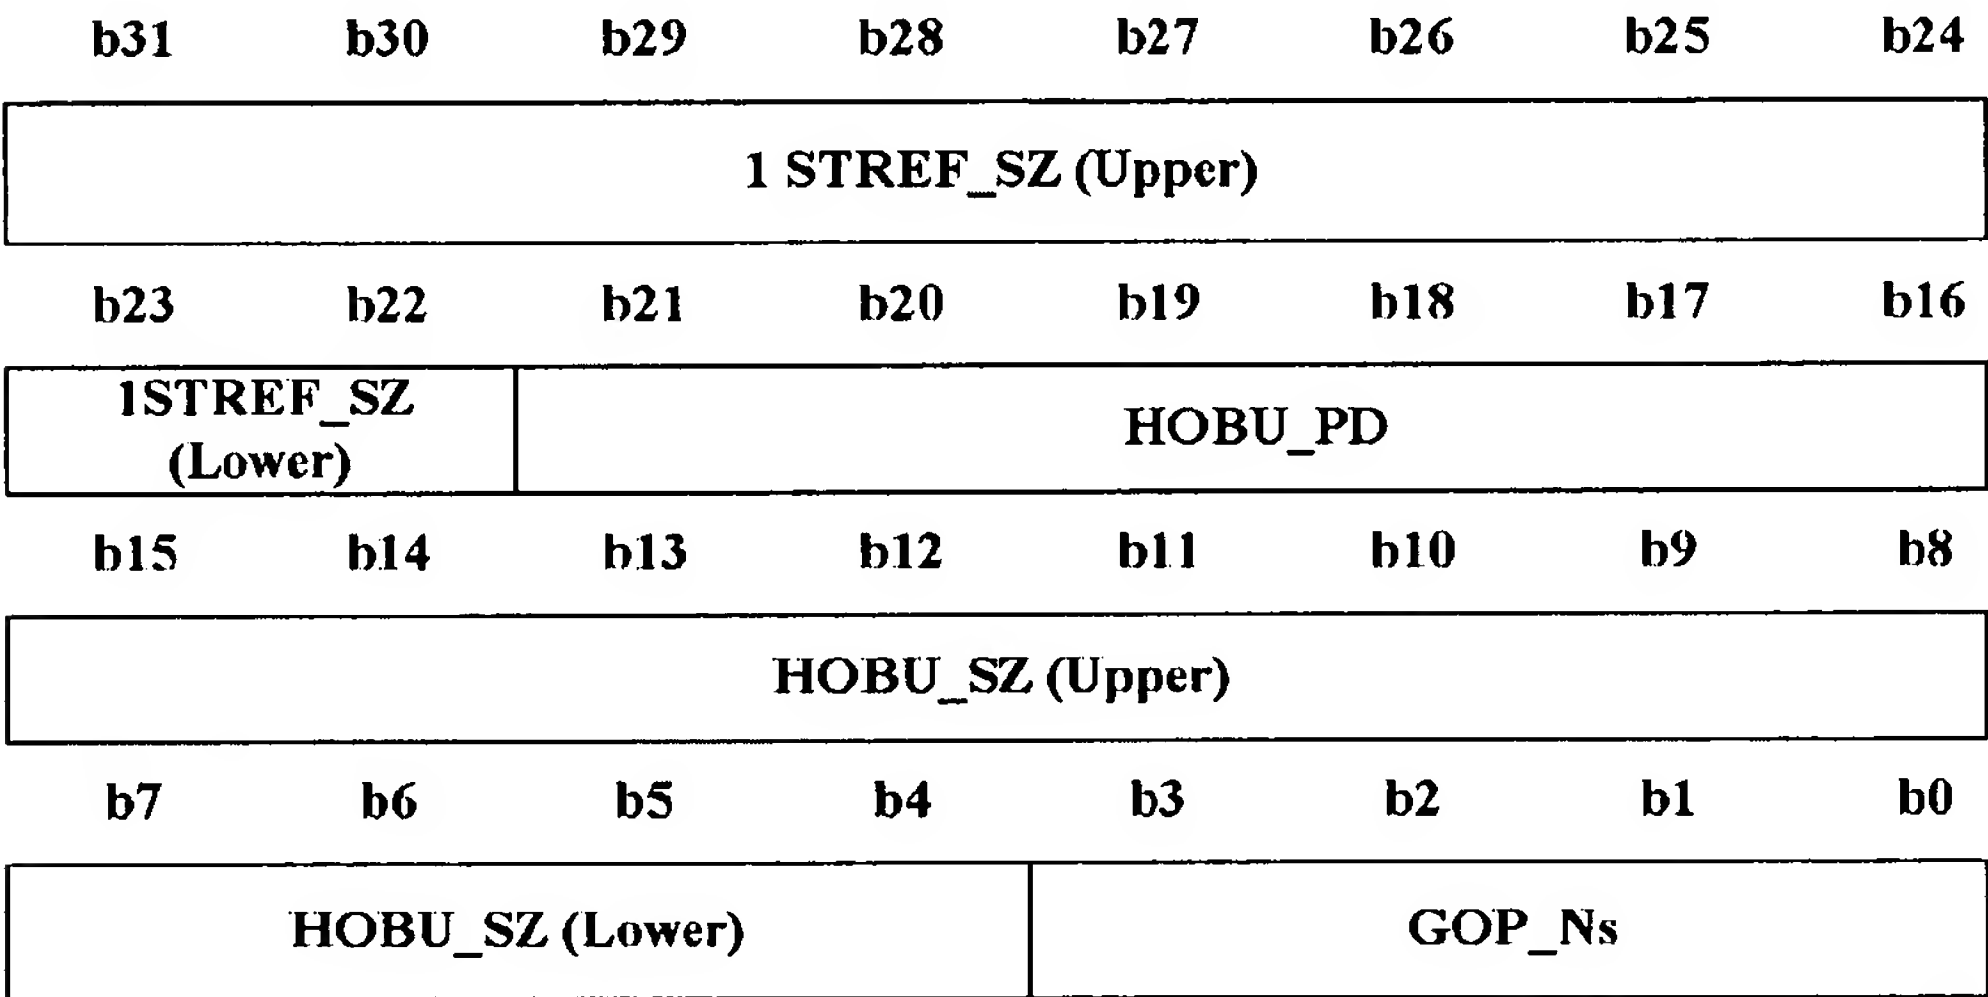 b31 b30 b29 b28 b27 b26 b25 b24
1 STREF_SZ (Upper)
b23 b22 b21 b20 b19 b18 b17 b16
1STREF_SZ
(Lower)
HOBU_PD
b15 b14 b13 b12 b11 b10 b9 b8
HOBU_SZ (Upper)
b7 b6 b5 b4 b3 b2 b1 b0
HOBU_SZ (Lower) GOP_Ns